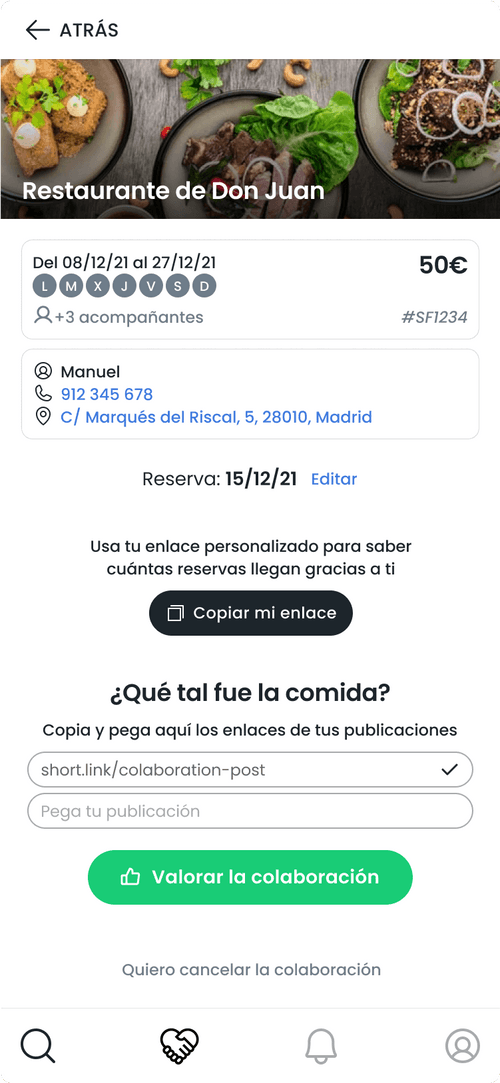 ATRÁS
Restaurante de Don Juan
Del 08/12/21 al 27/12/21
50€
L M X J V S D
+3 acompañantes
#SF1234
Manuel
912 345 678
C/ Marqués del Riscal, 5, 28010, Madrid
Reserva: 15/12/21 Editar
Usa tu enlace personalizado para saber
cuántas reservas llegan gracias a ti
Copiar mi enlace
¿Qué tal fue la comida?
Copia y pega aquí los enlaces de tus publicaciones
short.link/colaboration-post
Pega tu publicación
Valorar la colaboración
Quiero cancelar la colaboración